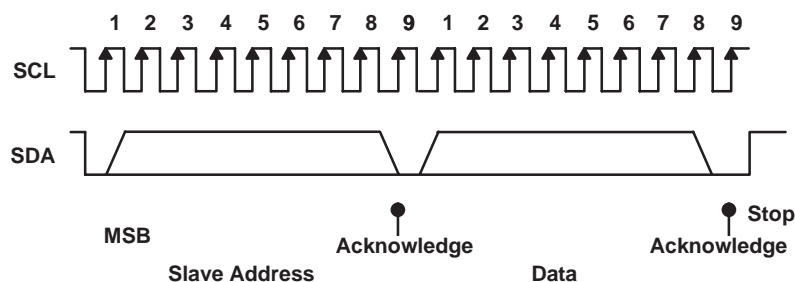 1 2 3 4 5 6 7 8 9 1 2 3 4 5 6 7 8 9
SCL
SDA
Stop
MSB
Acknowledge Acknowledge
Slave Address Data